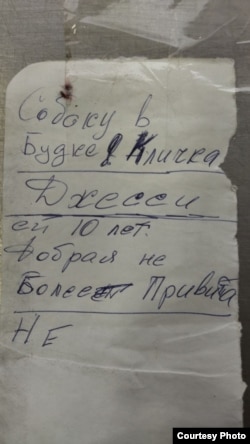 Собаку в
Будке Кличка
Джесси
ей 10 лет.
Добрая не
Болеет Привита
НЕ
Courtesy Photo